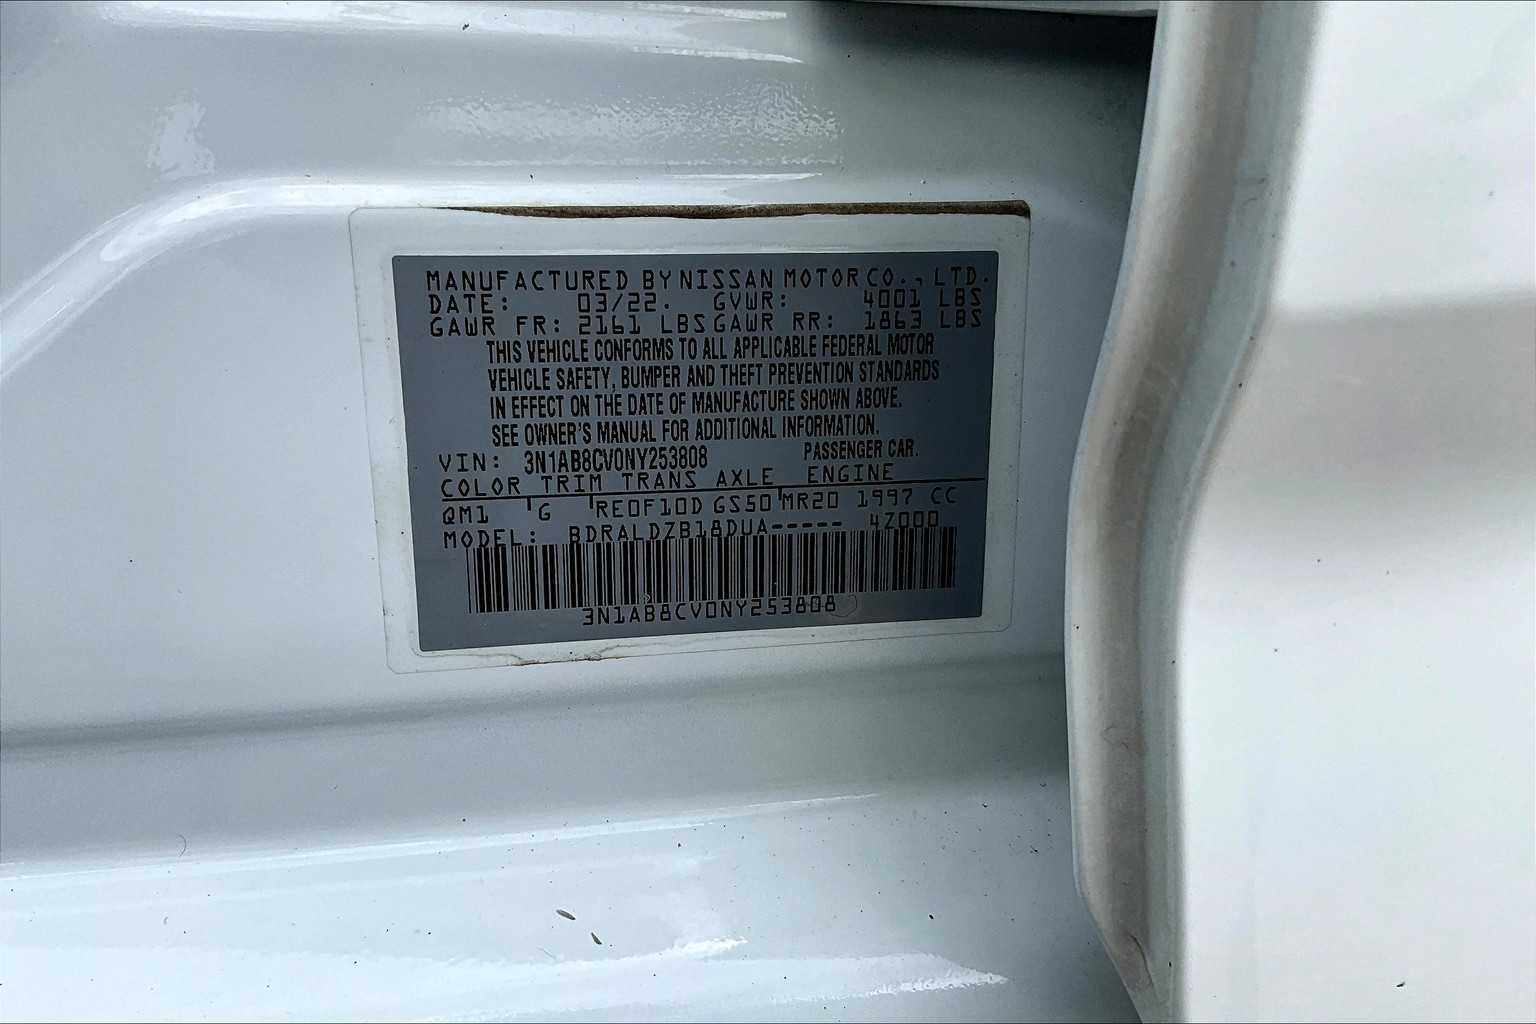 MANUFACTURED BY NISSAN MOTOR CO., LTD.
DATE: 03/22. GVWR: 4001 LBS
GAWR FR: 2161 LBS GAWR RR: 1863 LBS
THIS VEHICLE CONFORMS TO ALL APPLICABLE FEDERAL MOTOR
VEHICLE SAFETY, BUMPER AND THEFT PREVENTION STANDARDS
IN EFFECT ON THE DATE OF MANUFACTURE SHOWN ABOVE.
SEE OWNER'S MANUAL FOR ADDITIONAL INFORMATION.
VIN: 3N1AB8CV0NY253808 PASSENGER CAR.
COLOR TRIM TRANS AXLE ENGINE
QM1 G RE0F10D GS50 MR20 1997 CC
MODEL: BDRALDZB18DUA----- 4Z000
3N1AB8CV0NY253808